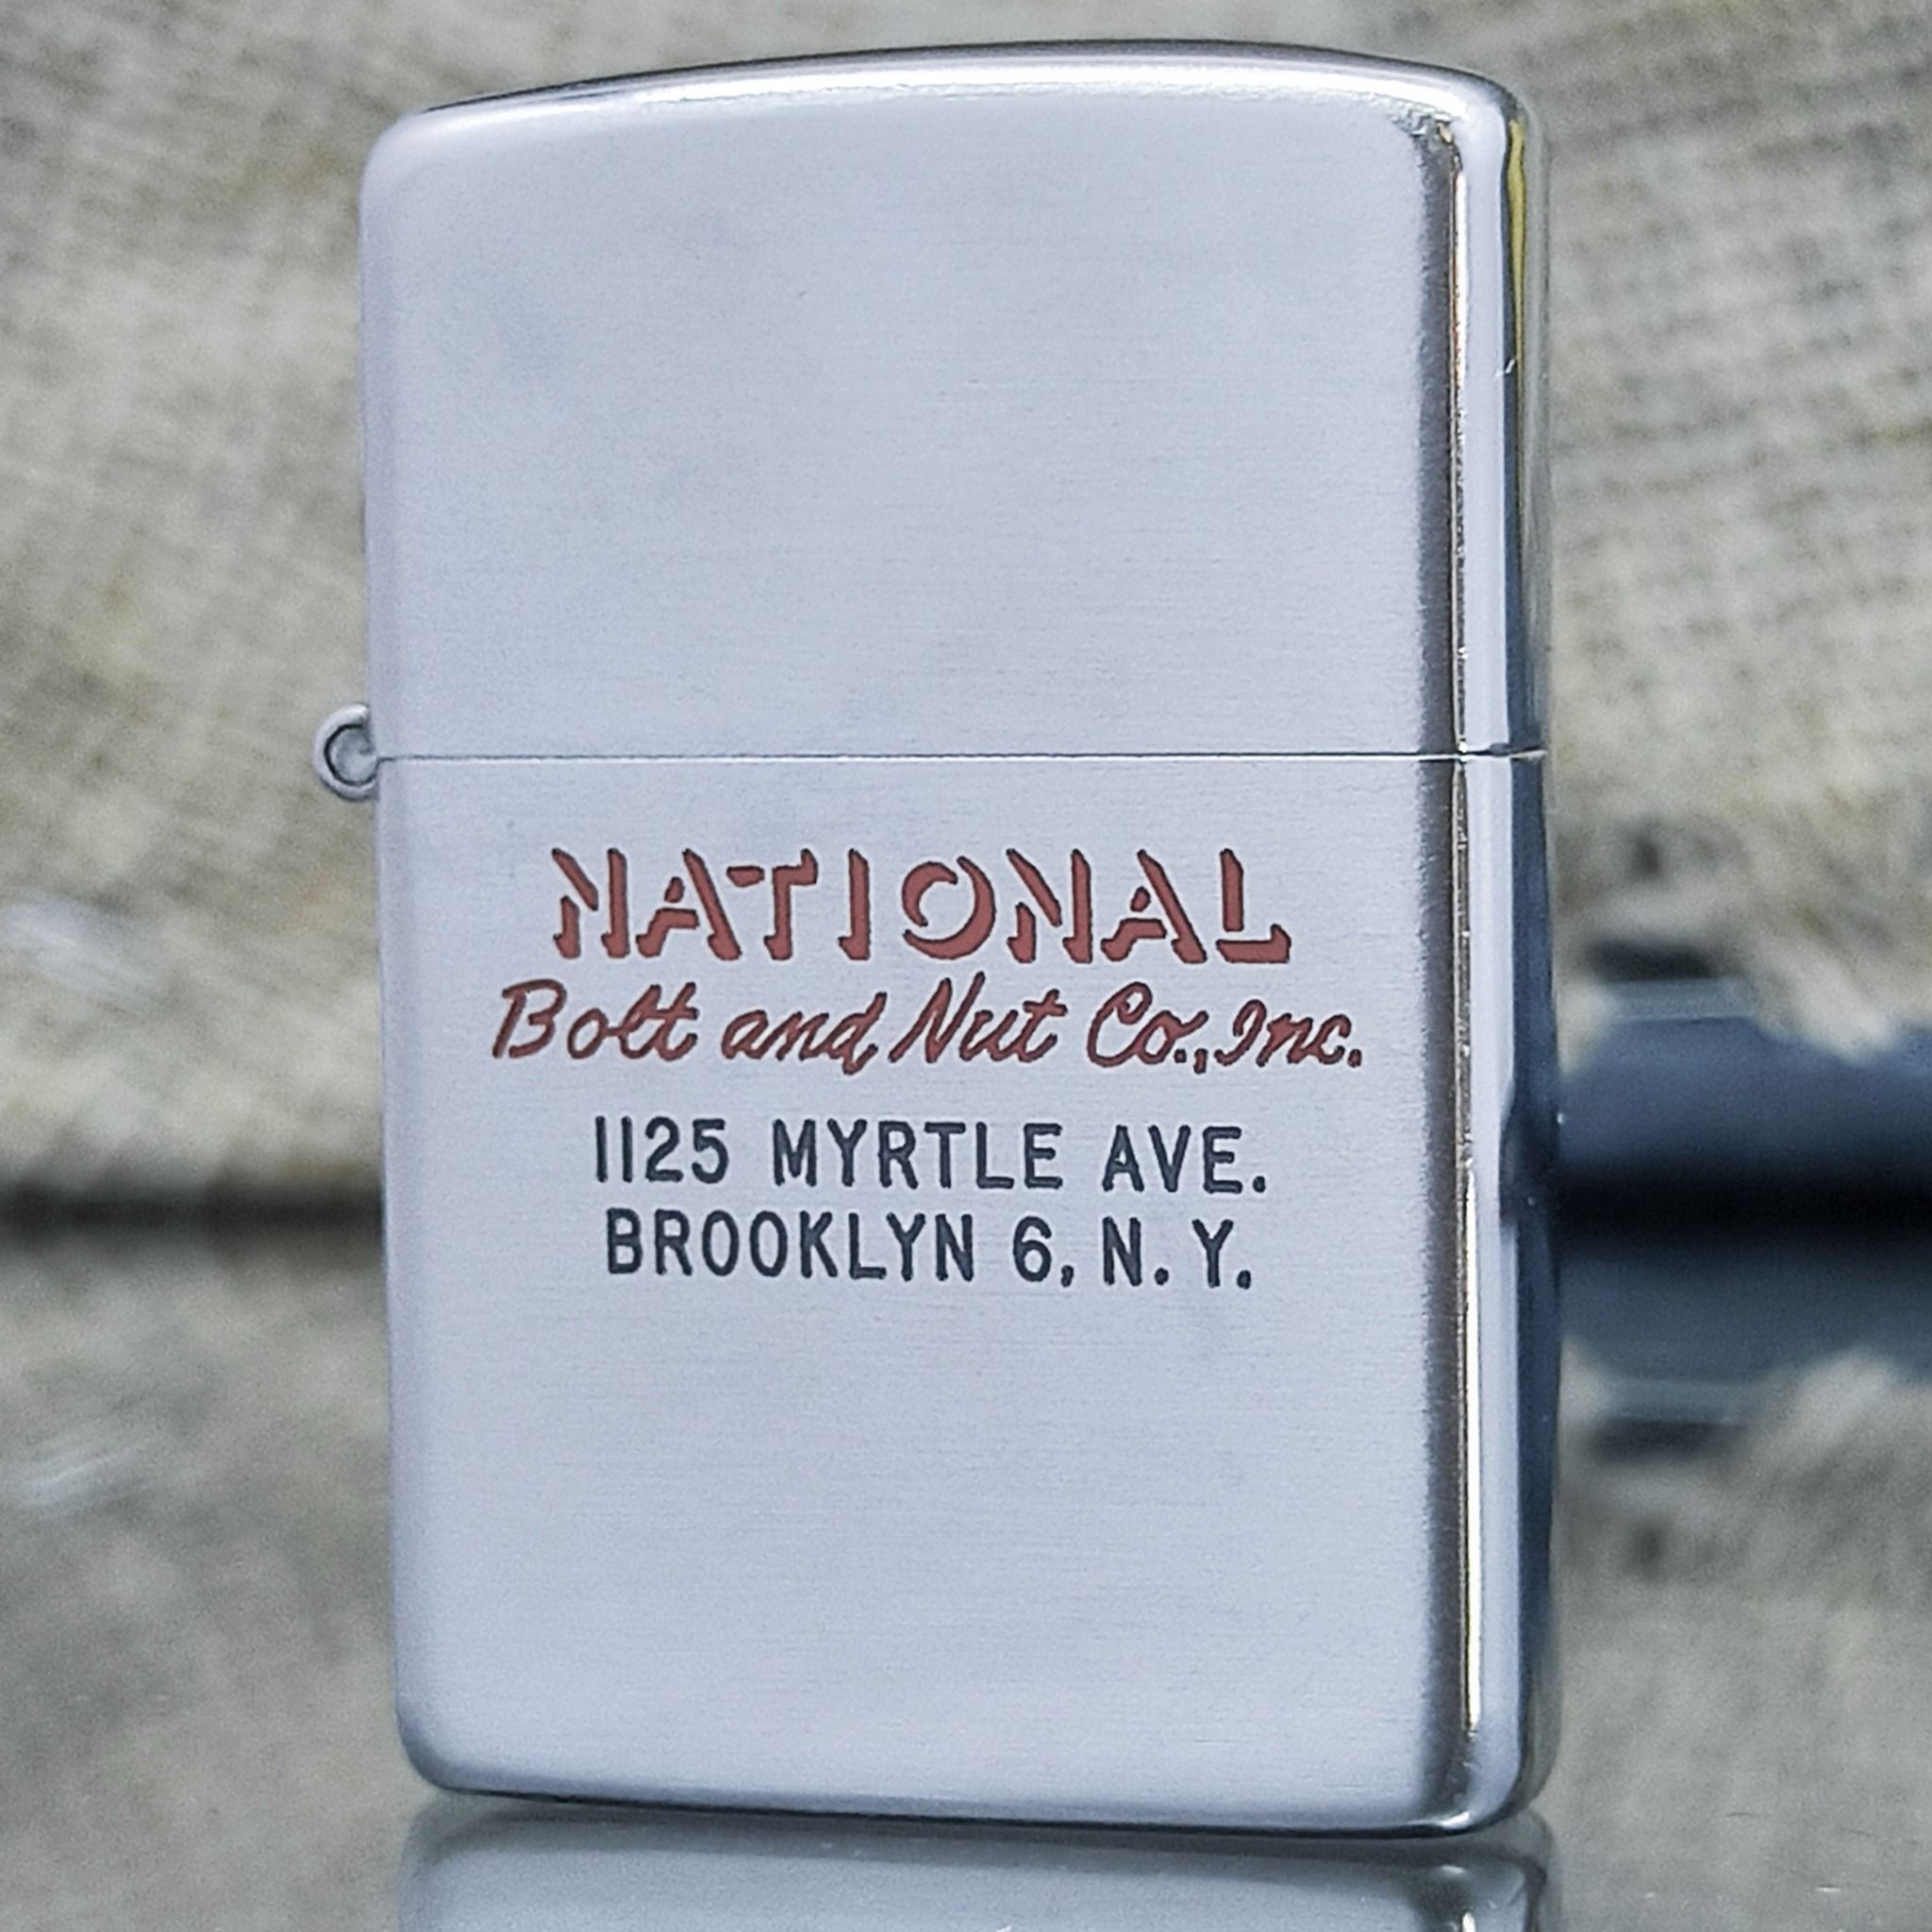 NATIONAL
Bolt and Nut Co., Inc.
1125 MYRTLE AVE.
BROOKLYN 6, N. Y.